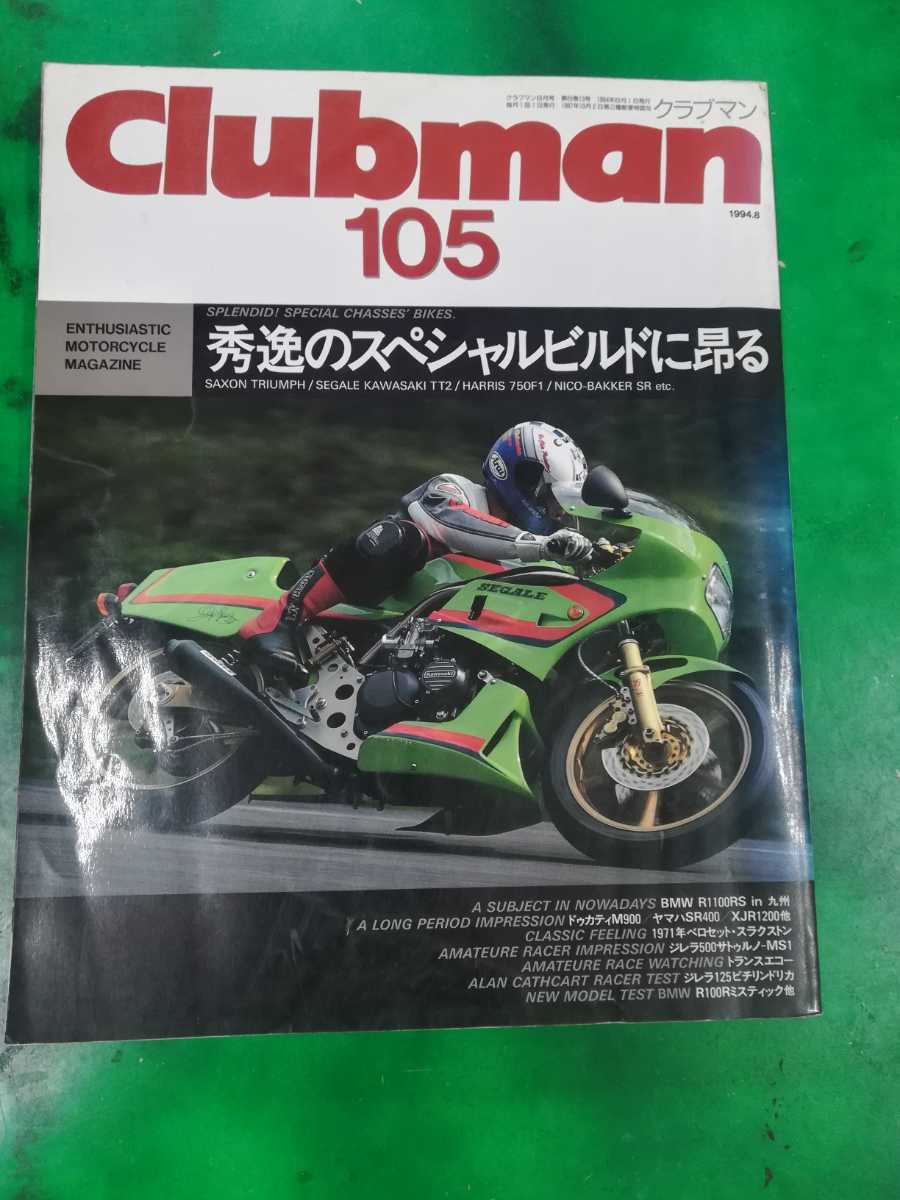 クラブマン
Clubman
105
1994.8
ENTHUSIASTIC
MOTORCYCLE
MAGAZINE
SPLENDID! SPECIAL CHASSES' BIKES.
秀逸のスペシャルビルドに昂る
SAXON TRIUMPH/SEGALE KAWASAKI TT2/HARRIS 750F1/NICO-BAKKER SR etc.
Arai
SEGALE
Kawasaki
A SUBJECT IN NOWADAYS BMW R1100RS in 九州
A LONG PERIOD IMPRESSION ドゥカティM900/ヤマハSR400/XJR1200他
CLASSIC FEELING 1971年ベロセット・スラクストン
AMATEURE RACER IMPRESSION ジレラ500サトゥルノ-MS1
AMATEURE RACE WATCHING トランスエコー
ALAN CATHCART RACER TEST ジレラ125ピチリンドリカ
NEW MODEL TEST BMW R100Rミスティック他